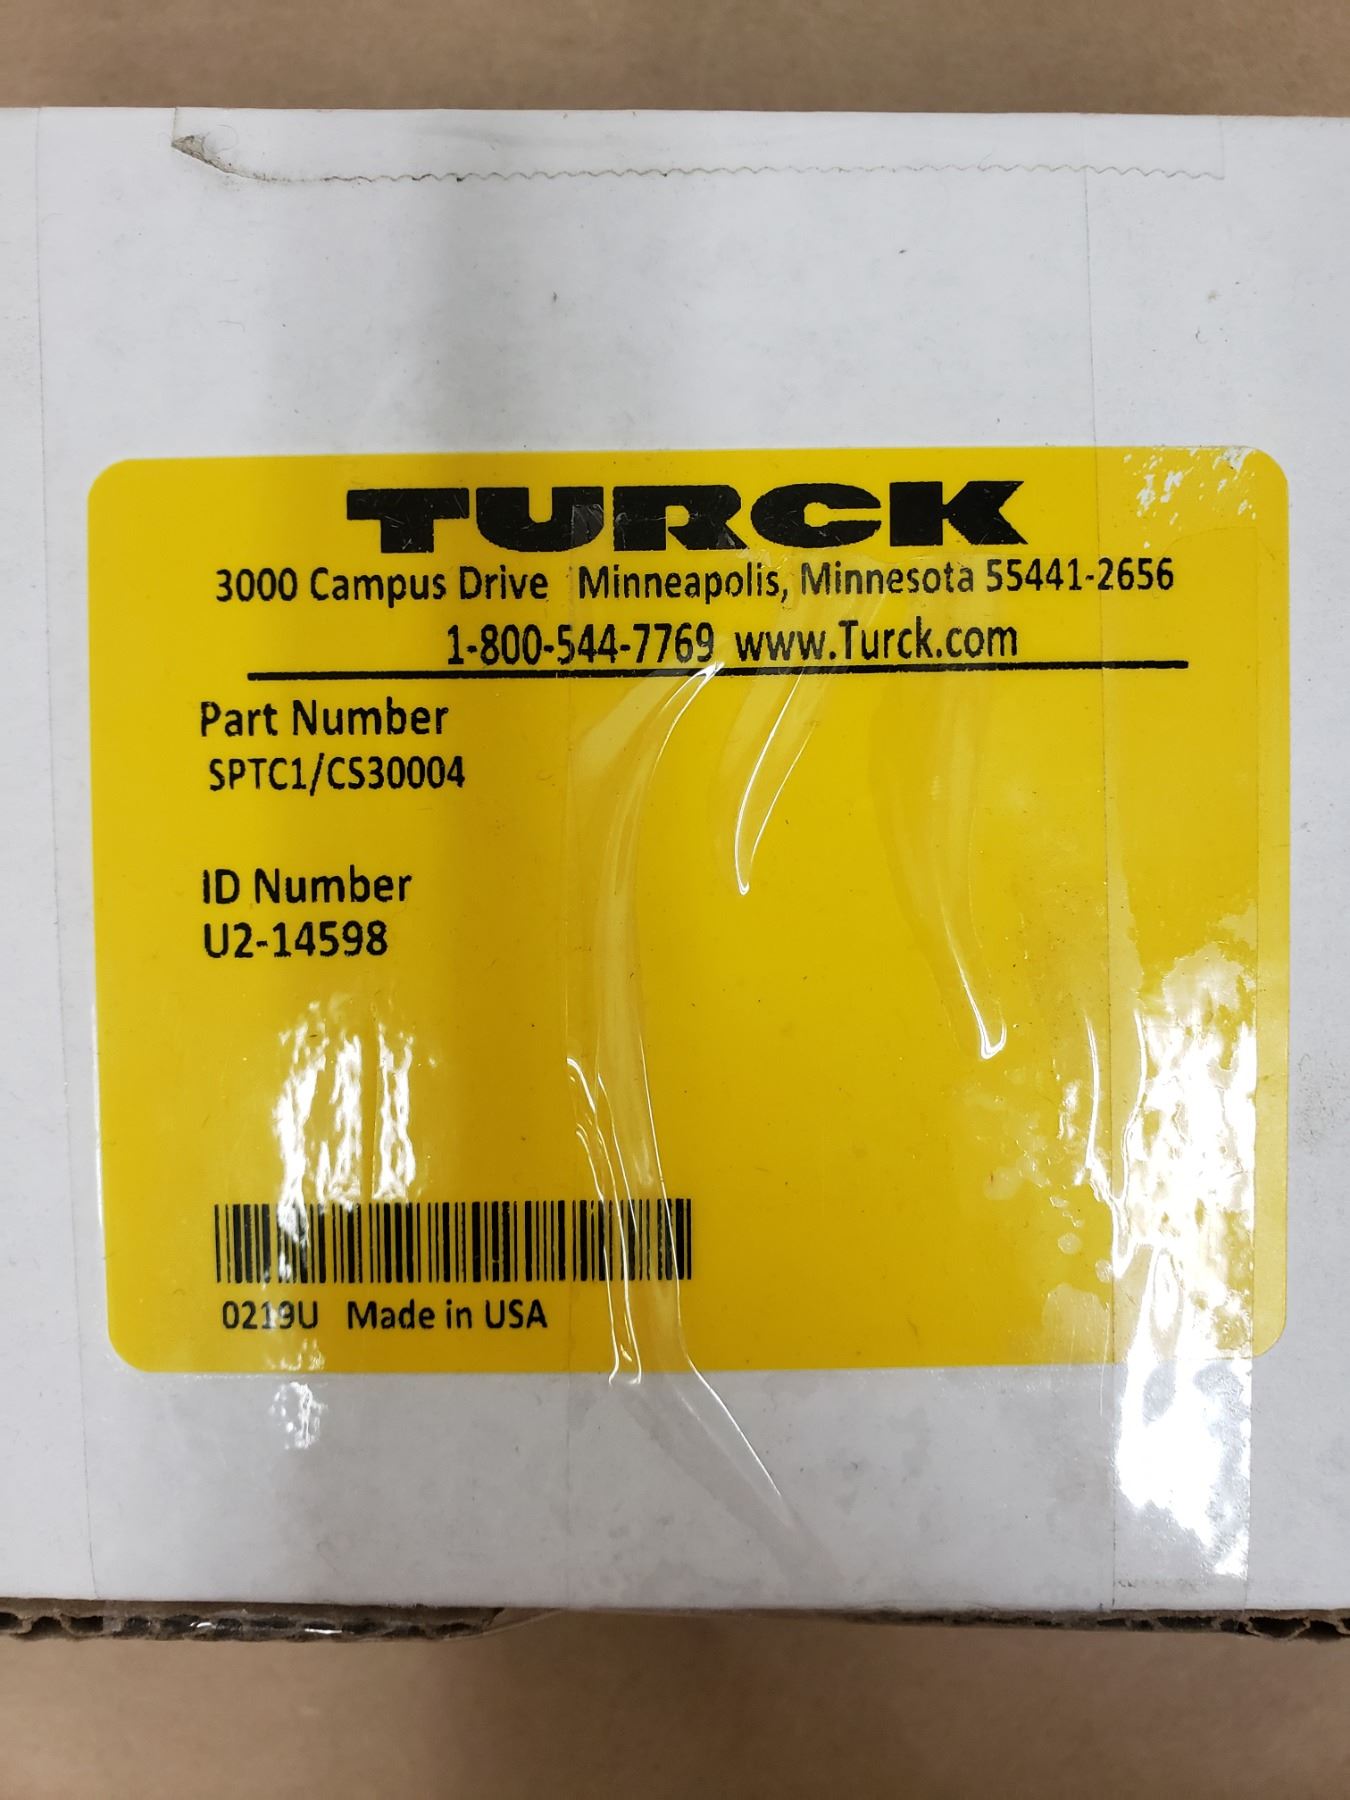 TURCK
3000 Campus Drive Minneapolis, Minnesota 55441-2656
1-800-544-7769 www.Turck.com
Part Number
SPTC1/CS30004
ID Number
U2-14598
0219U Made in USA